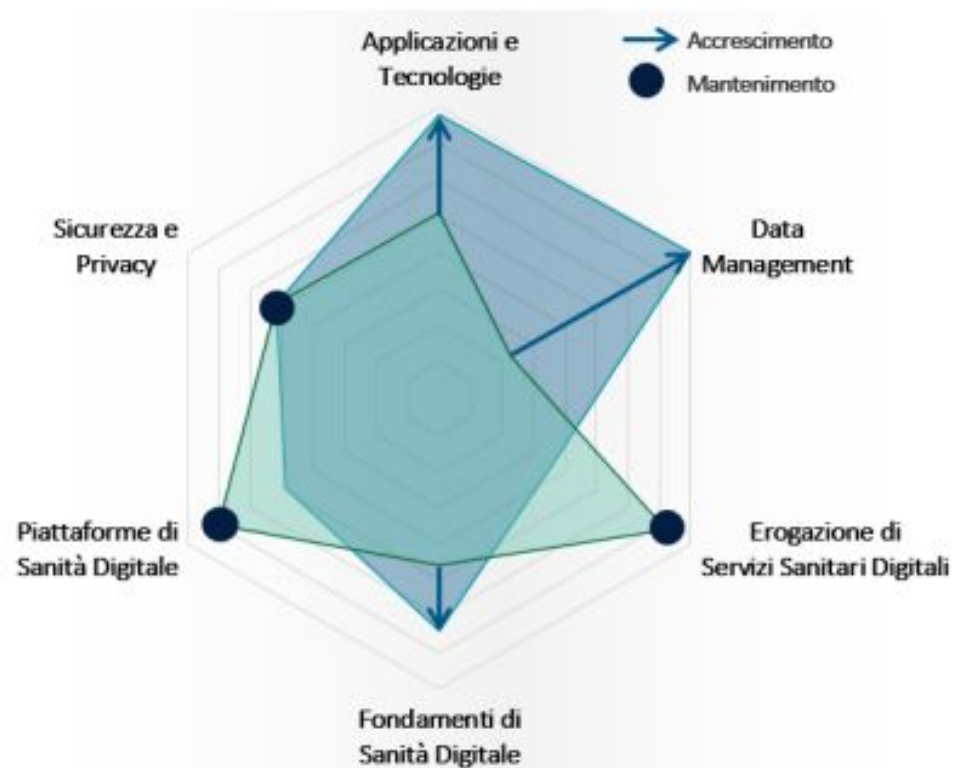 Applicazioni e
Tecnologie
Accrescimento
Mantenimento
Sicurezza e
Privacy
Data
Management
Piattaforme di
Sanità Digitale
Erogazione di
Servizi Sanitari Digitali
Fondamenti di
Sanità Digitale